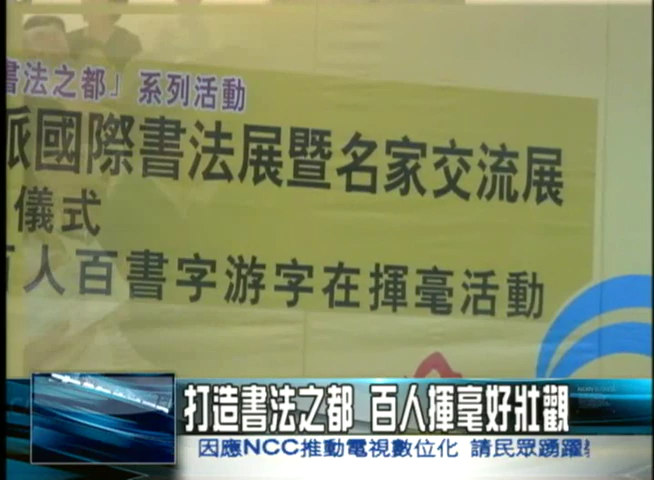 書法之都」系列活動
派國際書法展暨名家交流展
儀式
百人百書字游字在揮毫活動
打造書法之都 百人揮毫好壯觀
因應NCC推動電視數位化 請民眾踴躍